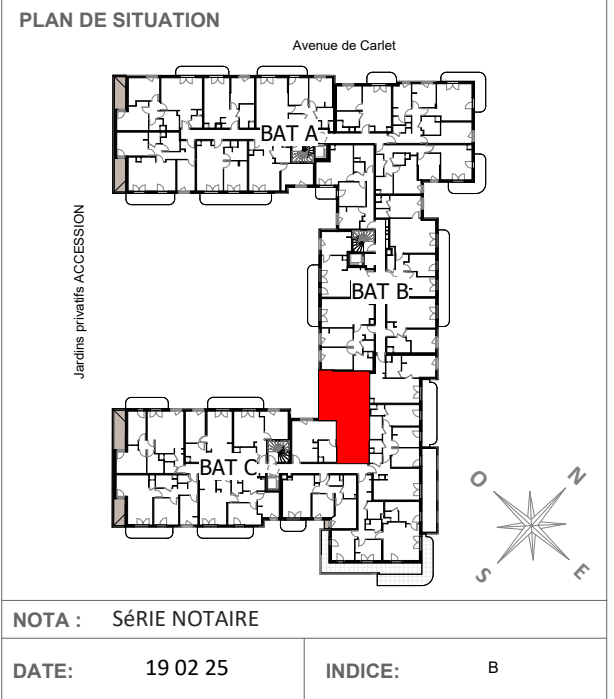 PLAN DE SITUATION
Avenue de Carlet
BAT A
Jardins privatifs ACCESSION
BAT B
BAT C
O N
S E
NOTA : SéRIE NOTAIRE
DATE: 19 02 25 INDICE: B